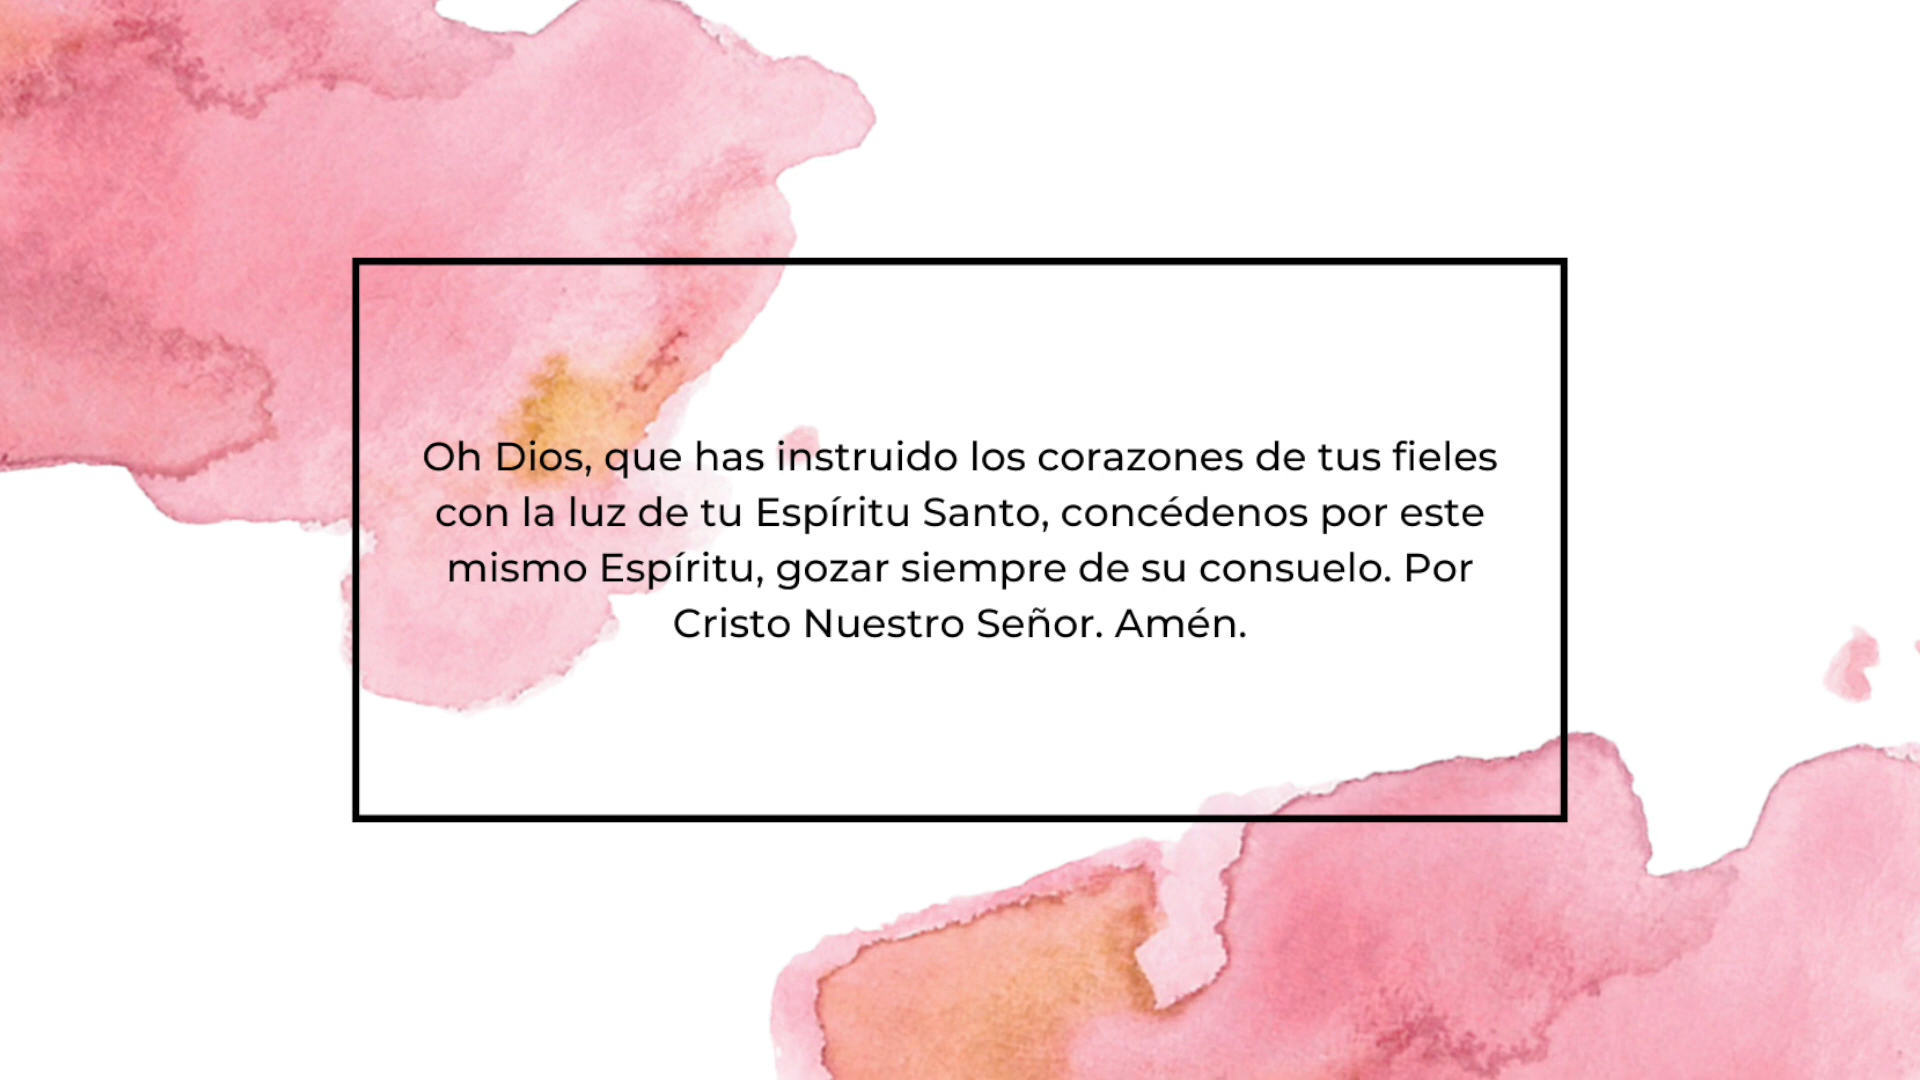 Oh Dios, que has instruido los corazones de tus fieles
con la luz de tu Espíritu Santo, concédenos por este
mismo Espíritu, gozar siempre de su consuelo. Por
Cristo Nuestro Señor. Amén.